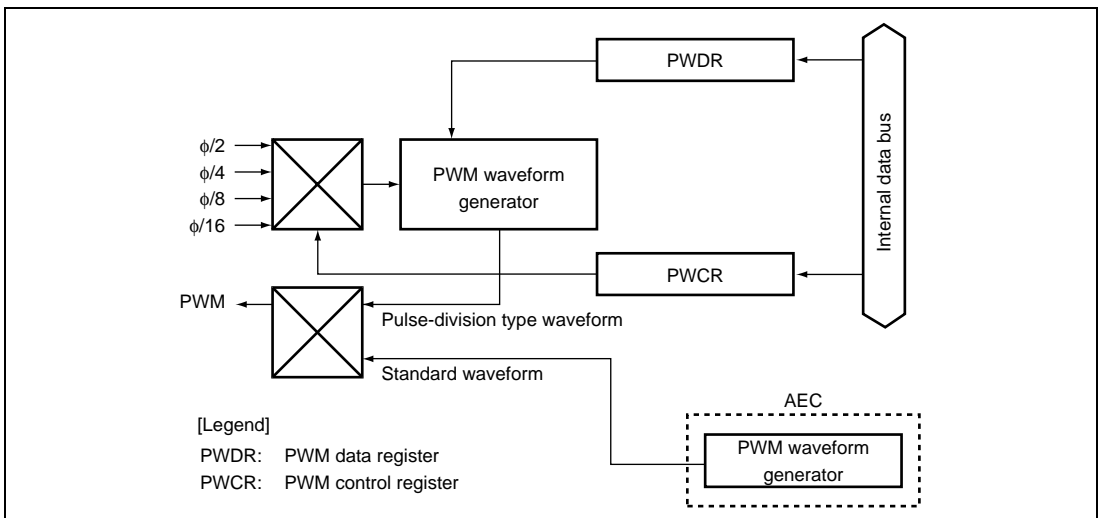 PWDR
Internal data bus
ϕ/2
ϕ/4
ϕ/8
ϕ/16
PWM waveform
generator
PWCR
PWM
Pulse-division type waveform
Standard waveform
AEC
PWM waveform
generator
[Legend]
PWDR: PWM data register
PWCR: PWM control register